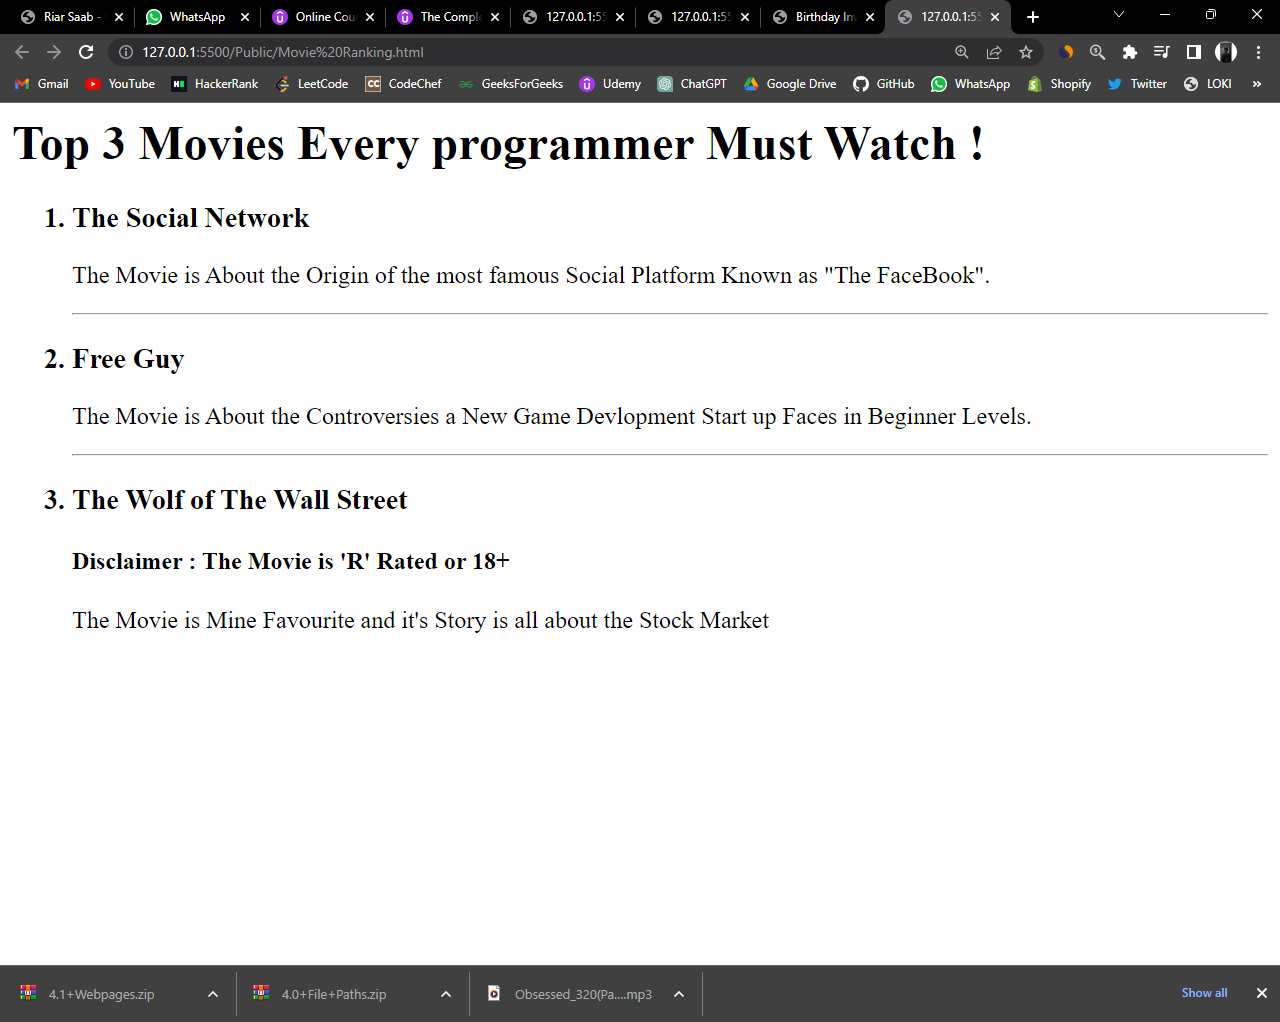 Riar Saab -
WhatsApp
Online Cou
The Comple
127.0.0.1:55
127.0.0.1:55
Birthday Inv
127.0.0.1:55
127.0.0.1:5500/Public/Movie%20Ranking.html
Gmail YouTube HackerRank LeetCode CodeChef GeeksForGeeks Udemy ChatGPT Google Drive GitHub WhatsApp Shopify Twitter LOKI »
Top 3 Movies Every programmer Must Watch !
1. The Social Network
The Movie is About the Origin of the most famous Social Platform Known as "The FaceBook".
2. Free Guy
The Movie is About the Controversies a New Game Devlopment Start up Faces in Beginner Levels.
3. The Wolf of The Wall Street
Disclaimer : The Movie is 'R' Rated or 18+
The Movie is Mine Favourite and it's Story is all about the Stock Market
4.1+Webpages.zip
4.0+File+Paths.zip
Obsessed_320(Pa....mp3
Show all